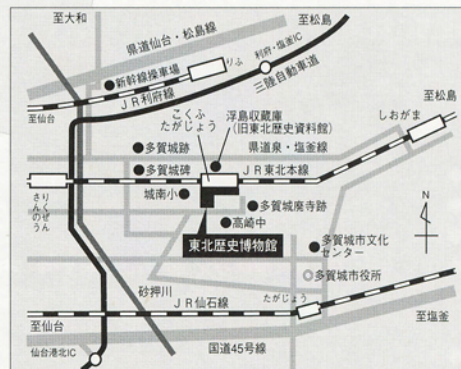 至大和
至松島
県道仙台・松島線
りふ
利府・塩釜IC
新幹線操車場
三陸自動車道
JR利府線
至仙台
至松島
こくふ
たがじょう
浮島収蔵庫
(旧東北歴史資料館)
しおがま
多賀城跡
県道泉・塩釜線
多賀城碑
JR東北本線
りくぜん
さんのう
城南小
多賀城廃寺跡
N
高崎中
東北歴史博物館
多賀城市文化
センター
多賀城市役所
砂押川
たがじょう
JR仙石線
至仙台
至塩釜
国道45号線
仙台港北IC